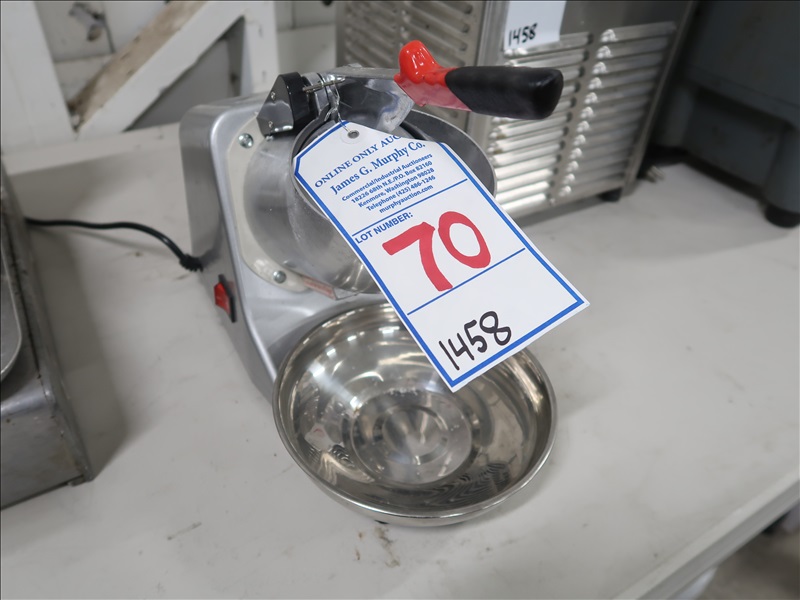 1458
ONLINE ONLY AUC
James G. Murphy Co.
Commercial/Industrial Auctioneers
18226 68th N.E./P.O. Box 82160
Kenmore, Washington 98028
Telephone (425) 486-1246
murphyauction.com
LOT NUMBER:
70
1458